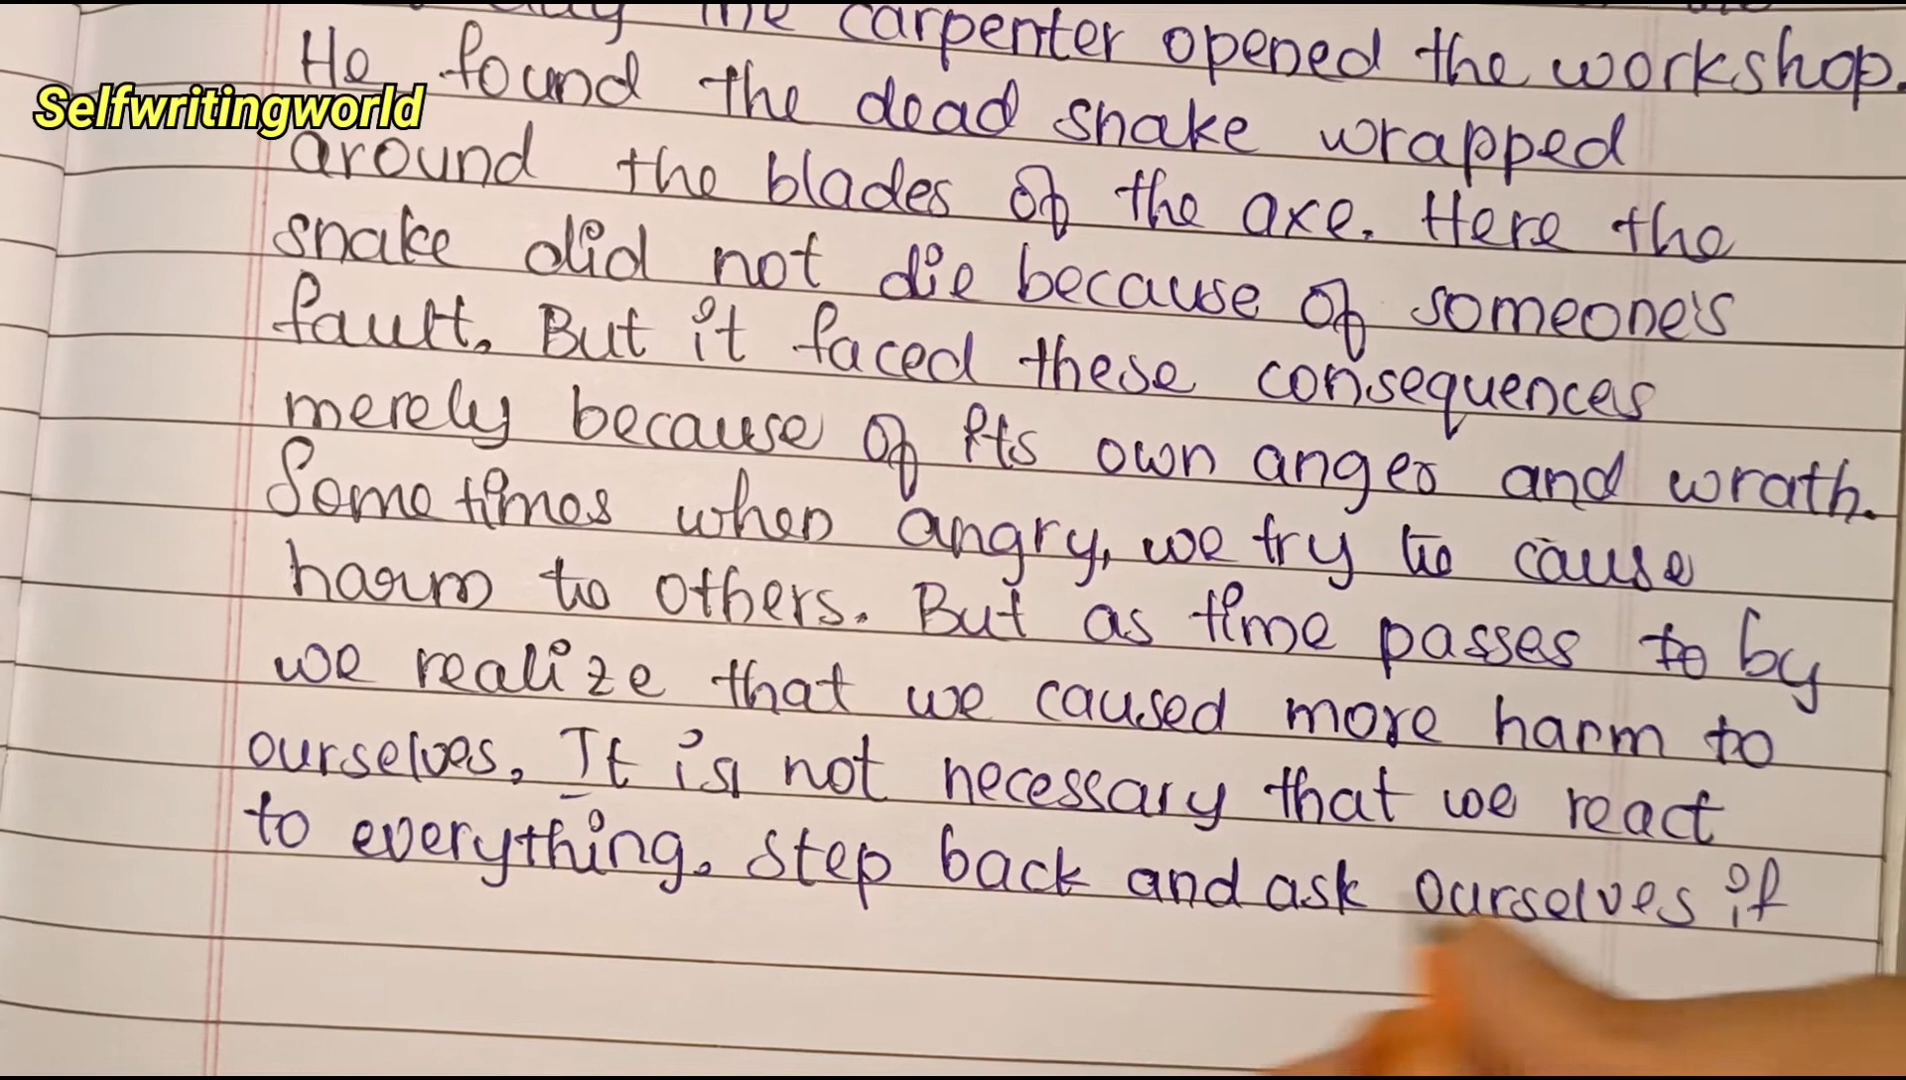 the carpenter opened the workshop.
He found the dead snake wrapped
Selfwritingworld
around the blades of the axe. Here the
snake did not die because of someone's
fault. But it faced these consequences
merely because of its own anger and wrath.
Sometimes when angry, we try to cause
harm to others. But as time passes to by
we realize that we caused more harm to
ourselves. It is not necessary that we react
to everything. Step back and ask ourselves if